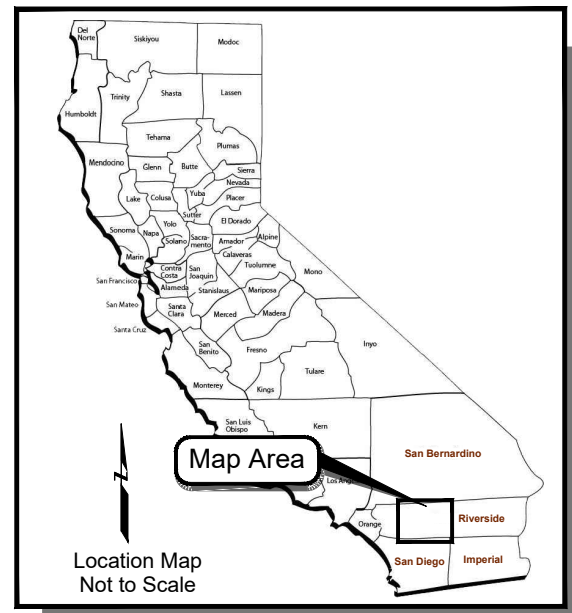 Del
Norte
Siskiyou
Modoc
Trinity
Shasta
Lassen
Humboldt
Tehama
Plumas
Mendocino
Glenn
Butte
Sierra
Nevada
Yuba
Placer
Lake
Colusa
Sutter
El Dorado
Yolo
Sonoma
Napa
Sacra-
mento
Amador
Alpine
Solano
Calaveras
Marin
Contra
Costa
San
Joaquin
Tuolumne
Mono
San Francisco
Alameda
Stanislaus
Mariposa
San Mateo
Santa
Clara
Merced
Madera
Santa Cruz
San
Benito
Fresno
Inyo
Tulare
Monterey
Kings
San Luis
Obispo
Kern
San Bernardino
Map Area
Los Ang
Orange
Riverside
San Diego
Imperial
N
Location Map
Not to Scale